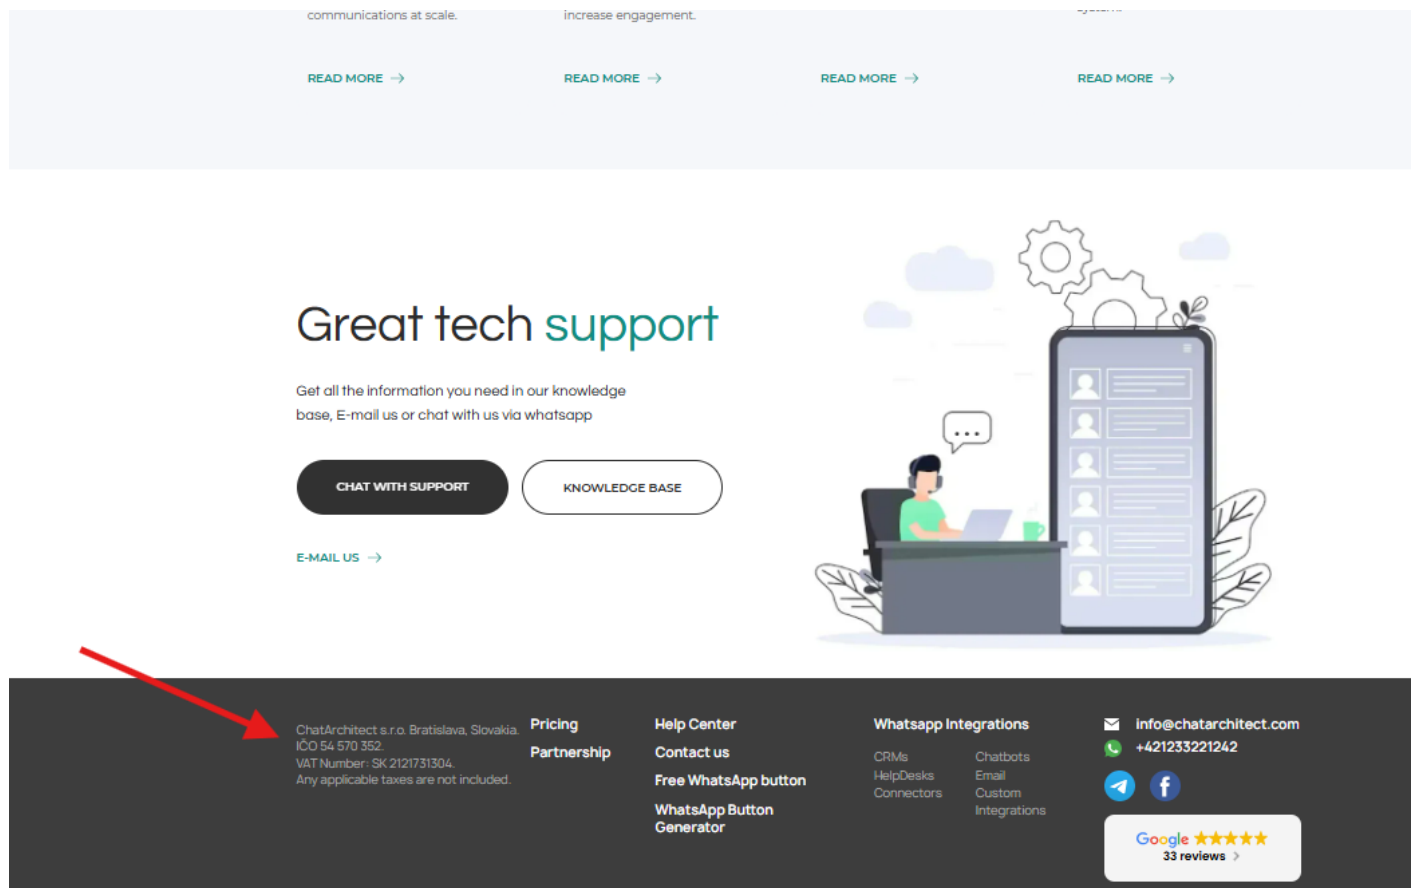 communications at scale.
increase engagement.
system.
READ MORE →
READ MORE →
READ MORE →
READ MORE →
Great tech support
Get all the information you need in our knowledge
base, E-mail us or chat with us via whatsapp
CHAT WITH SUPPORT
KNOWLEDGE BASE
E-MAIL US →
ChatArchitect s.r.o. Bratislava, Slovakia.
IČO 54 570 352.
VAT Number: SK 2121731304.
Any applicable taxes are not included.
Pricing
Partnership
Help Center
Contact us
Free WhatsApp button
WhatsApp Button
Generator
Whatsapp Integrations
CRMs
HelpDesks
Connectors
Chatbots
Email
Custom
Integrations
info@chatarchitect.com
+421233221242
Google ★★★★★
33 reviews >